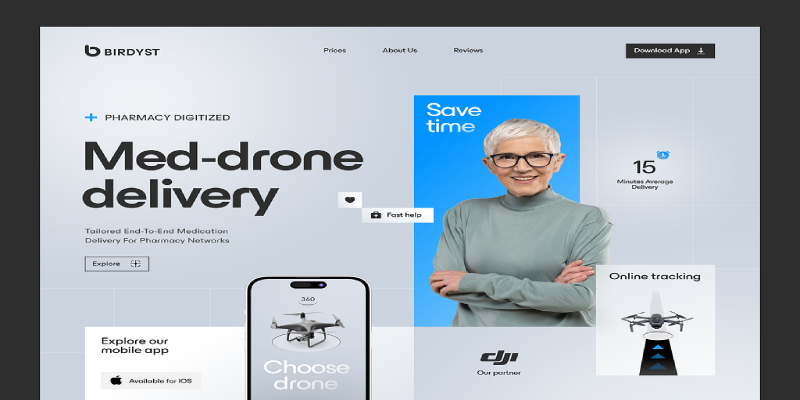 BIRDYST
Prices
About Us
Reviews
Download App
PHARMACY DIGITIZED
Med-drone
delivery
Tailored End-To-End Medication
Delivery For Pharmacy Networks
Explore
Save
time
Fast help
15
Minutes Average
Delivery
Online tracking
360
Choose
drone
Explore our
mobile app
Available for iOS
dji
Our partner